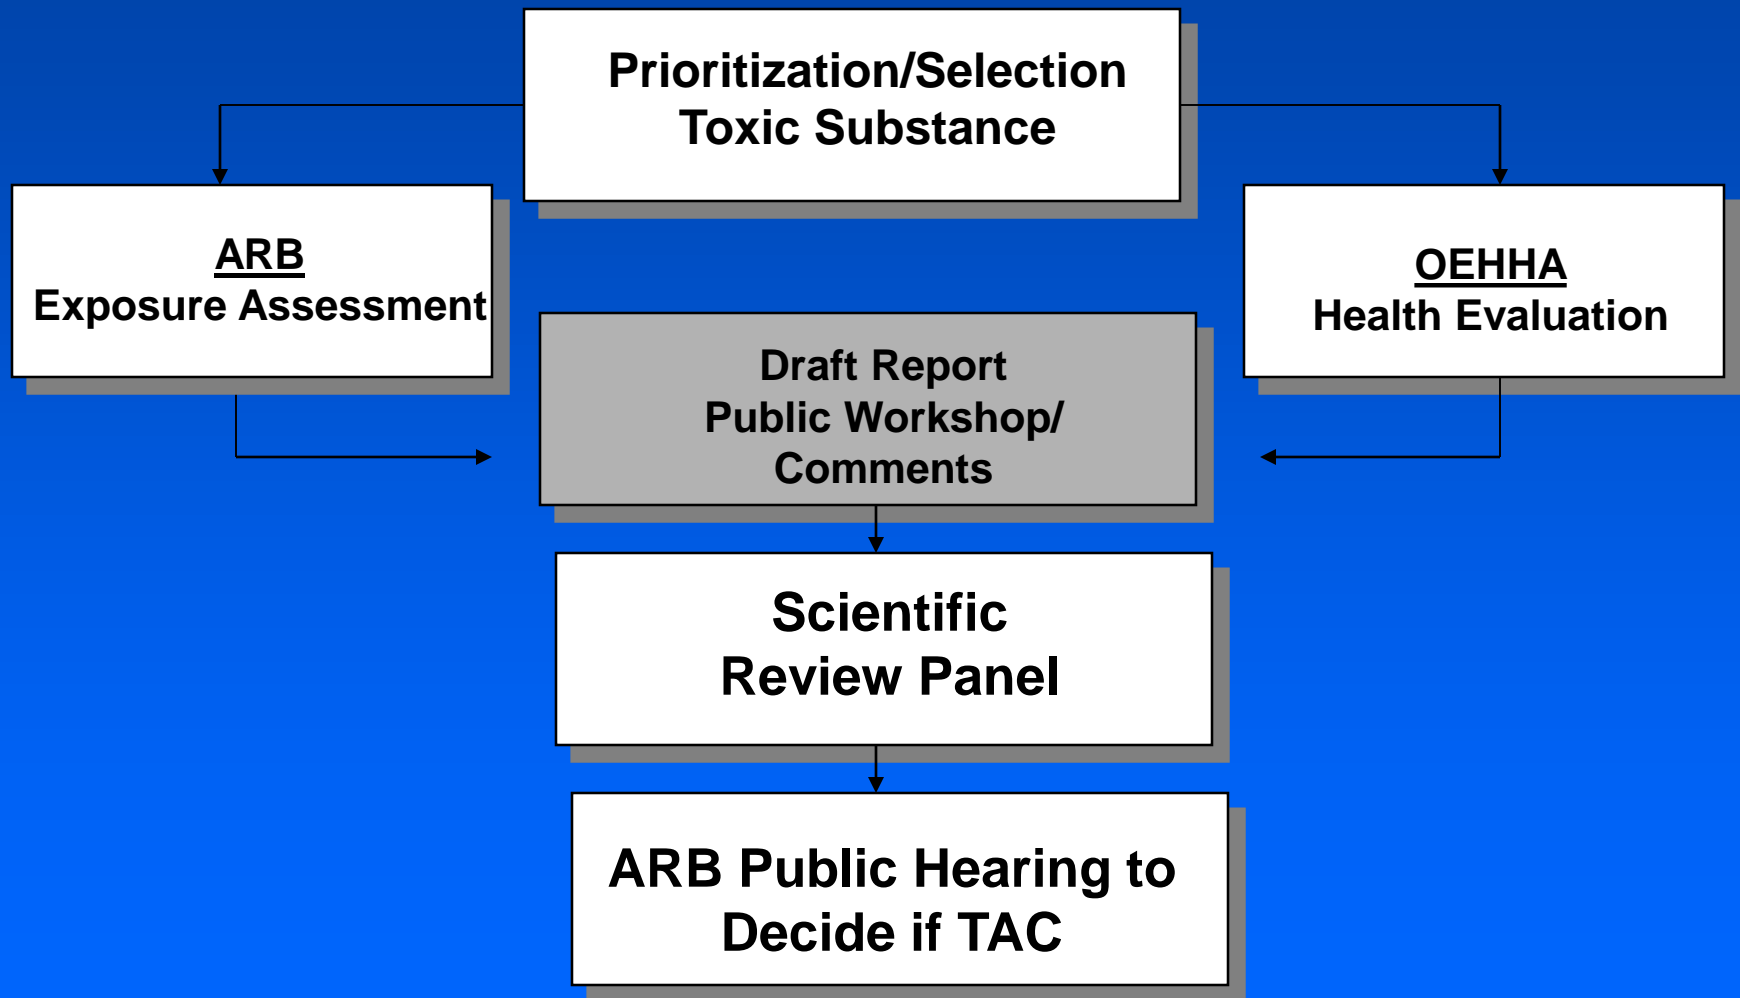 Prioritization/Selection
Toxic Substance
ARB
Exposure Assessment
OEHHA
Health Evaluation
Draft Report
Public Workshop/
Comments
Scientific
Review Panel
ARB Public Hearing to
Decide if TAC